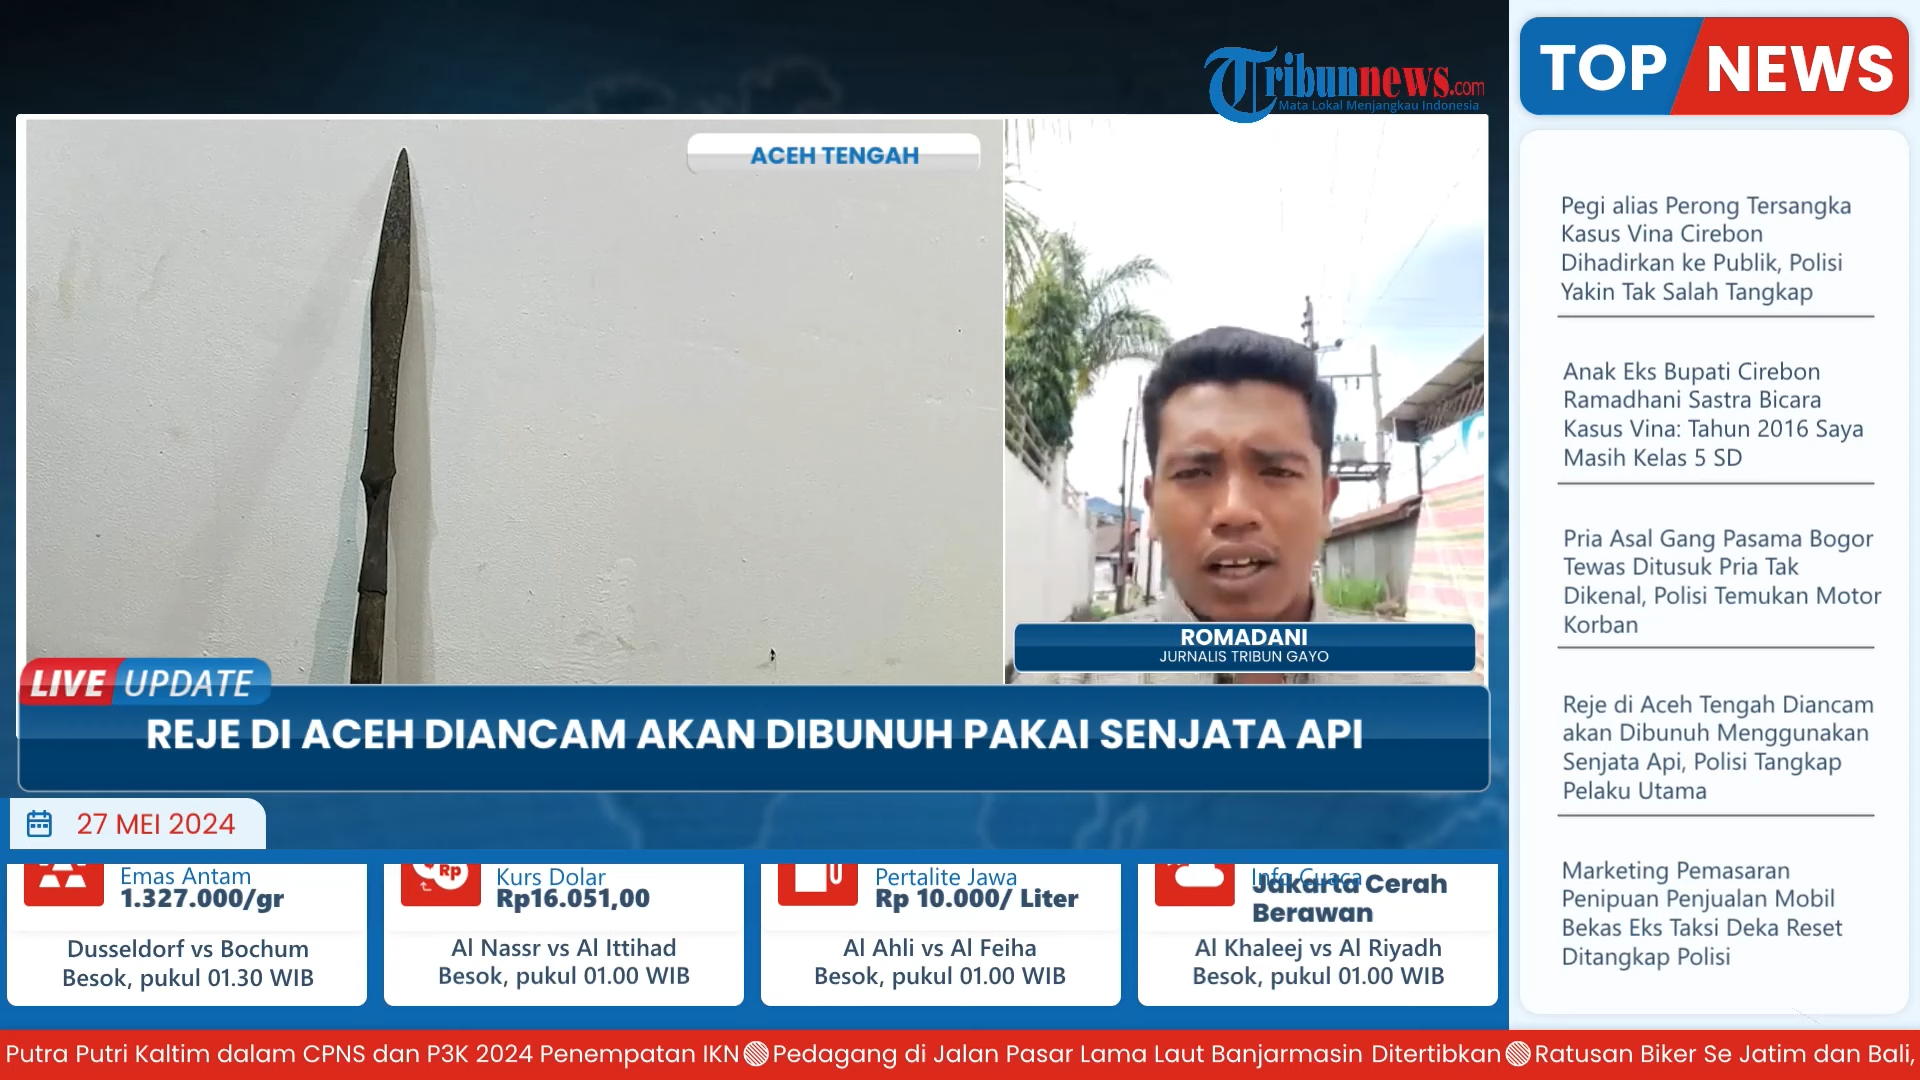 Tribunnews.com
Mata Lokal Menjangkau Indonesia
ACEH TENGAH
ROMADANI
JURNALIS TRIBUN GAYO
LIVE UPDATE
REJE DI ACEH DIANCAM AKAN DIBUNUH PAKAI SENJATA API
27 MEI 2024
Emas Antam
1.327.000/gr
Dusseldorf vs Bochum
Besok, pukul 01.30 WIB
Kurs Dolar
Rp16.051,00
Al Nassr vs Al Ittihad
Besok, pukul 01.00 WIB
Pertalite Jawa
Rp 10.000/ Liter
Al Ahli vs Al Feiha
Besok, pukul 01.00 WIB
Info Cuaca
Jakarta Cerah
Berawan
Al Khaleej vs Al Riyadh
Besok, pukul 01.00 WIB
TOP NEWS
Pegi alias Perong Tersangka
Kasus Vina Cirebon
Dihadirkan ke Publik, Polisi
Yakin Tak Salah Tangkap
Anak Eks Bupati Cirebon
Ramadhani Sastra Bicara
Kasus Vina: Tahun 2016 Saya
Masih Kelas 5 SD
Pria Asal Gang Pasama Bogor
Tewas Ditusuk Pria Tak
Dikenal, Polisi Temukan Motor
Korban
Reje di Aceh Tengah Diancam
akan Dibunuh Menggunakan
Senjata Api, Polisi Tangkap
Pelaku Utama
Marketing Pemasaran
Penipuan Penjualan Mobil
Bekas Eks Taksi Deka Reset
Ditangkap Polisi
Putra Putri Kaltim dalam CPNS dan P3K 2024 Penempatan IKN Pedagang di Jalan Pasar Lama Laut Banjarmasin Ditertibkan Ratusan Biker Se Jatim dan Bali,